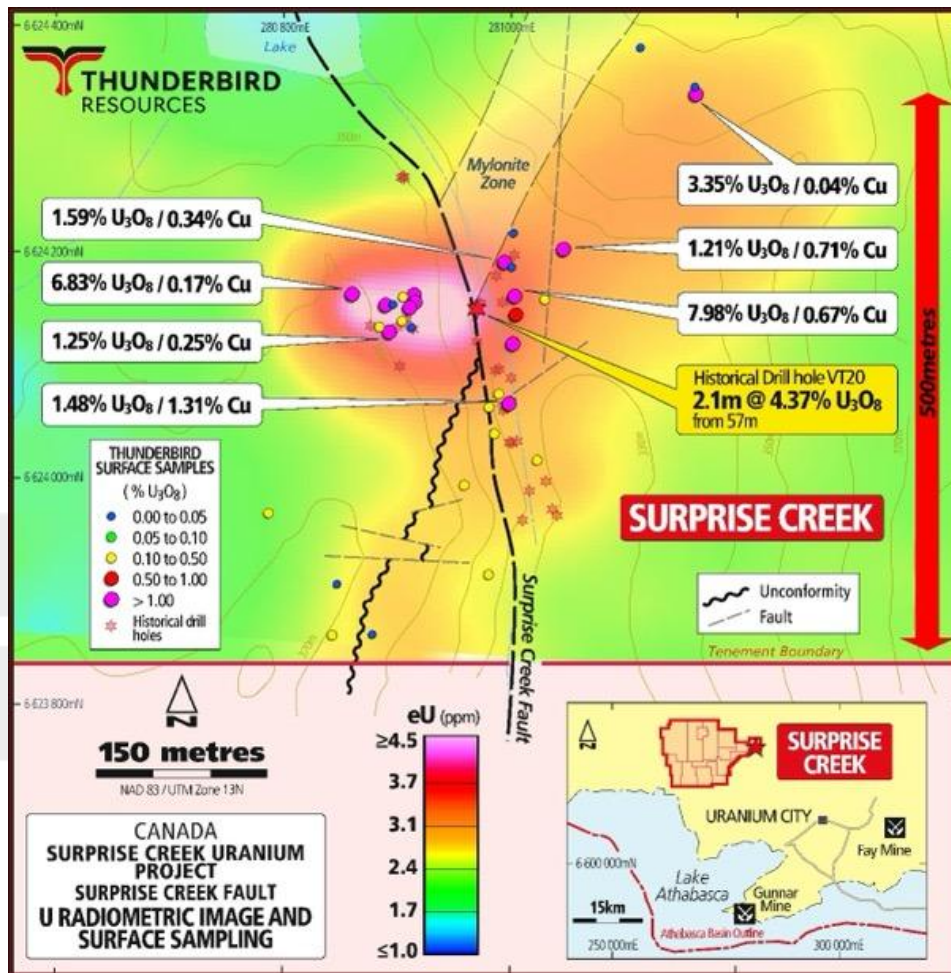 6 624 400mN
280 800mE
281 000mE
Lake
THUNDERBIRD
RESOURCES
350m
Mylonite
Zone
3.35% U₃O₈ / 0.04% Cu
1.59% U₃O₈ / 0.34% Cu
6 624 200mN
1.21% U₃O₈ / 0.71% Cu
6.83% U₃O₈ / 0.17% Cu
7.98% U₃O₈ / 0.67% Cu
1.25% U₃O₈ / 0.25% Cu
Historical Drill hole VT20
2.1m @ 4.37% U₃O₈
from 57m
1.48% U₃O₈ / 1.31% Cu
500metres
330m
350m
370m
THUNDERBIRD
SURFACE SAMPLES
( % U₃O₈)
0.00 to 0.05
0.05 to 0.10
0.10 to 0.50
0.50 to 1.00
> 1.00
Historical drill
holes
6 624 000mN
SURPRISE CREEK
Surprise Creek Fault
Unconformity
Fault
370m
Tenement Boundary
6 623 800mN
N
150 metres
NAD 83 / UTM Zone 13N
eU (ppm)
≥4.5
3.7
3.1
2.4
1.7
≤1.0
CANADA
SURPRISE CREEK URANIUM
PROJECT
SURPRISE CREEK FAULT
U RADIOMETRIC IMAGE AND
SURFACE SAMPLING
N
SURPRISE
CREEK
URANIUM CITY
Fay Mine
6 600 000mN
Lake
Athabasca
Gunnar
Mine
15km
Athabasca Basin Outline
250 000mE
300 000mE